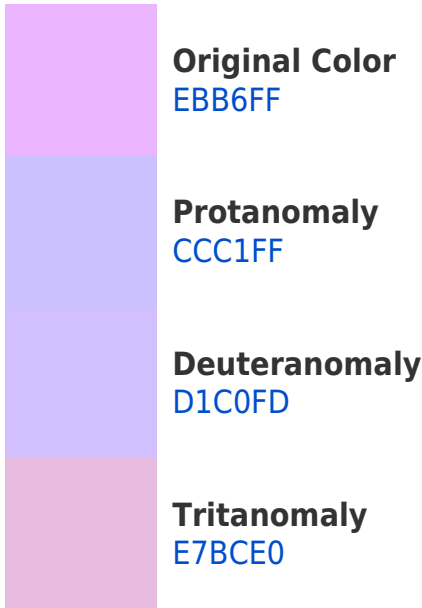 Original Color
EBB6FF
Protanomaly
CCC1FF
Deuteranomaly
D1C0FD
Tritanomaly
E7BCE0